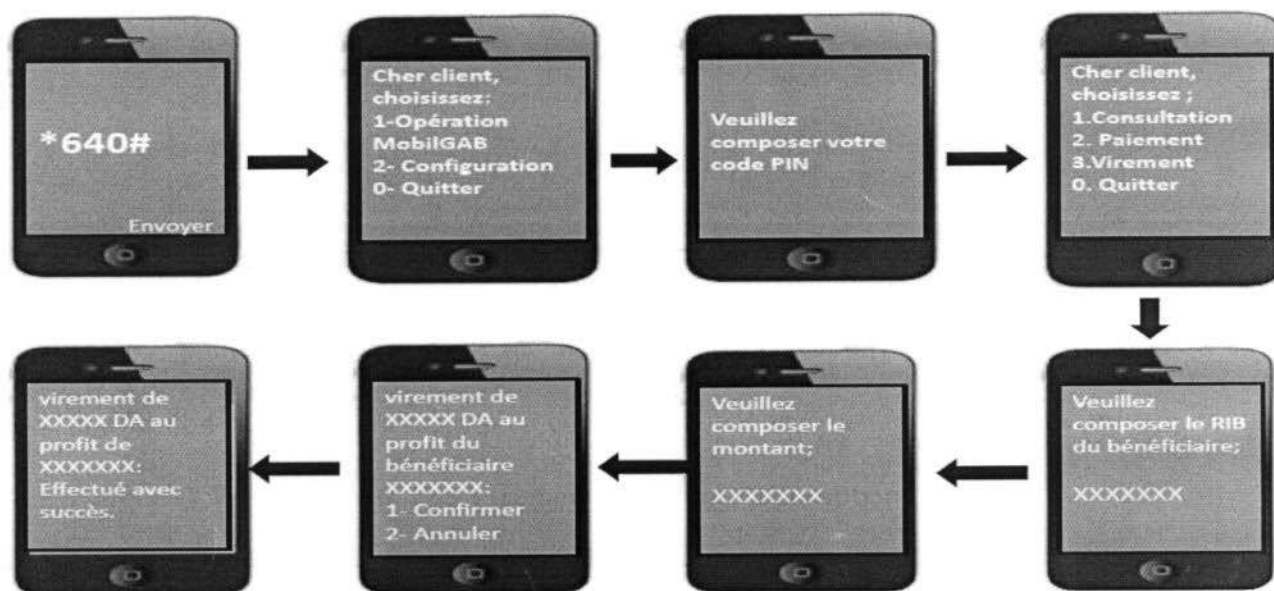 *640#
Envoyer
Cher client,
choisissez:
1-Opération
MobilGAB
2- Configuration
0- Quitter
Veuillez
composer votre
code PIN
Cher client,
choisissez ;
1.Consultation
2. Paiement
3.Virement
0. Quitter
Veuillez
composer le RIB
du bénéficiaire;
XXXXXXX
Veuillez
composer le
montant;
XXXXXXX
virement de
XXXXX DA au
profit du
bénéficiaire
XXXXXXX:
1- Confirmer
2- Annuler
virement de
XXXXX DA au
profit de
XXXXXXX:
Effectué avec
succès.